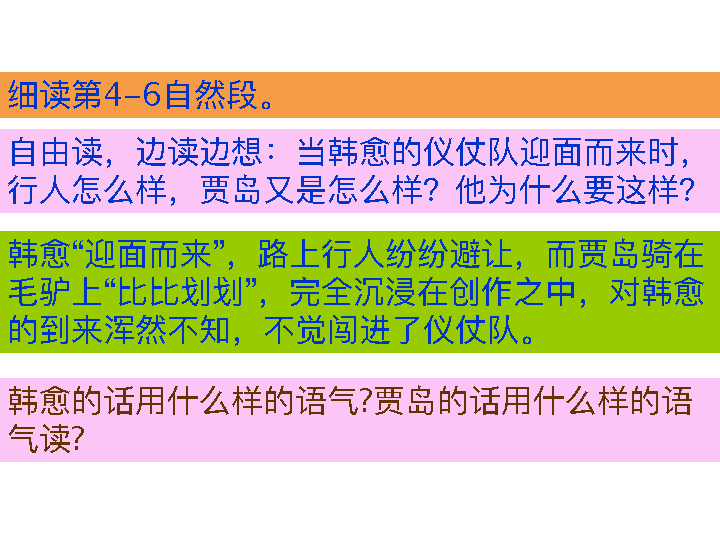 细读第4–6自然段。
自由读，边读边想：当韩愈的仪仗队迎面而来时，
行人怎么样，贾岛又是怎么样？他为什么要这样？
韩愈“迎面而来”，路上行人纷纷避让，而贾岛骑在
毛驴上“比比划划”，完全沉浸在创作之中，对韩愈
的到来浑然不知，不觉闯进了仪仗队。
韩愈的话用什么样的语气?贾岛的话用什么样的语
气读?